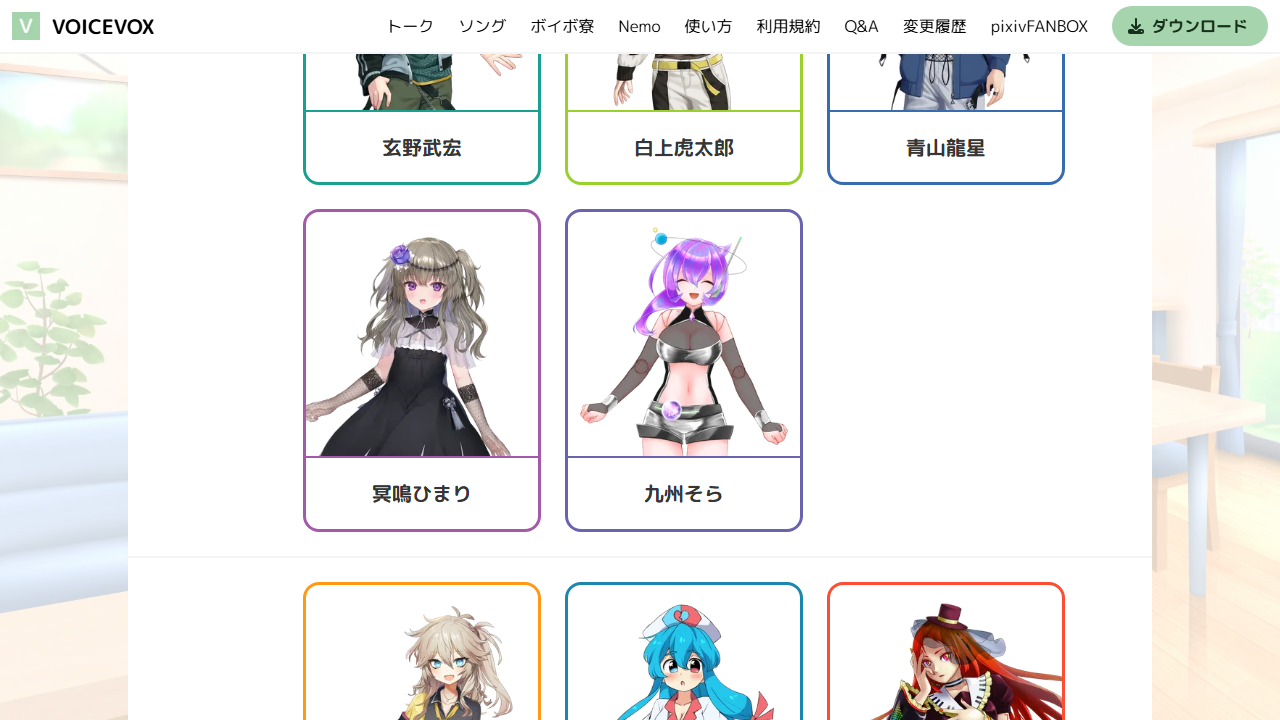 V VOICEVOX トーク ソング ボイボ寮 Nemo 使い方 利用規約 Q&A 変更履歴 pixivFANBOX ダウンロード
玄野武宏 白上虎太郎 青山龍星
冥鳴ひまり 九州そら